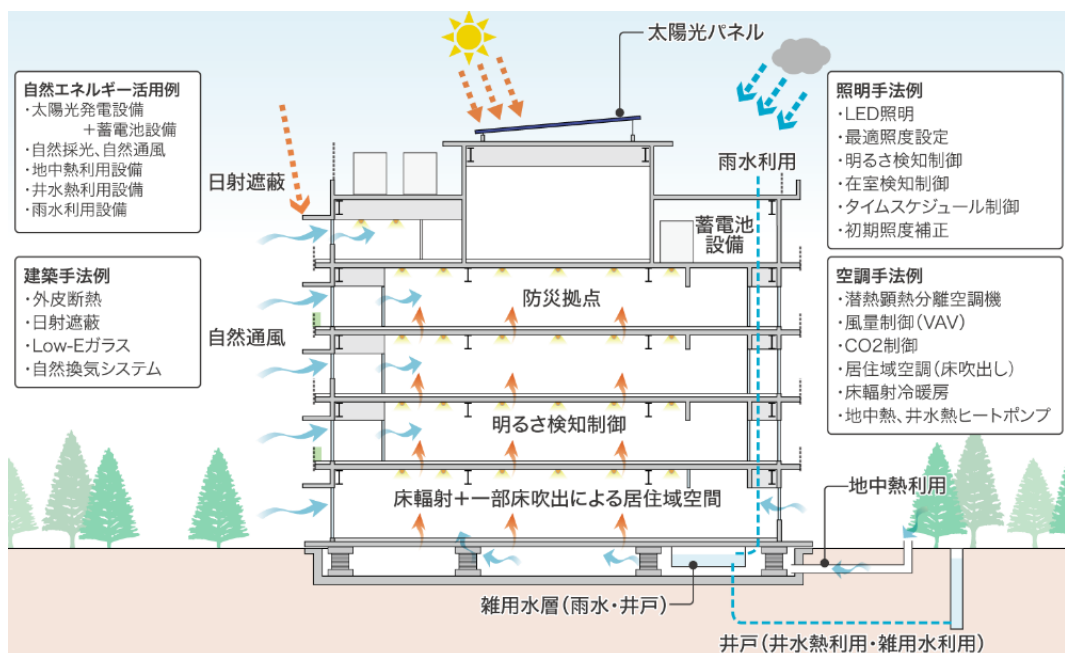 太陽光パネル
自然エネルギー活用例
・太陽光発電設備
＋蓄電池設備
・自然採光、自然通風
・地中熱利用設備
・井水熱利用設備
・雨水利用設備
照明手法例
・LED照明
・最適照度設定
・明るさ検知制御
・在室検知制御
・タイムスケジュール制御
・初期照度補正
日射遮蔽
雨水利用
蓄電池
設備
建築手法例
・外皮断熱
・日射遮蔽
・Low-Eガラス
・自然換気システム
空調手法例
・潜熱顕熱分離空調機
・風量制御(VAV)
・CO2制御
・居住域空調(床吹出し)
・床輻射冷暖房
・地中熱、井水熱ヒートポンプ
防災拠点
自然通風
明るさ検知制御
床輻射＋一部床吹出による居住域空間
地中熱利用
雑用水層(雨水・井戸)
井戸(井水熱利用・雑用水利用)